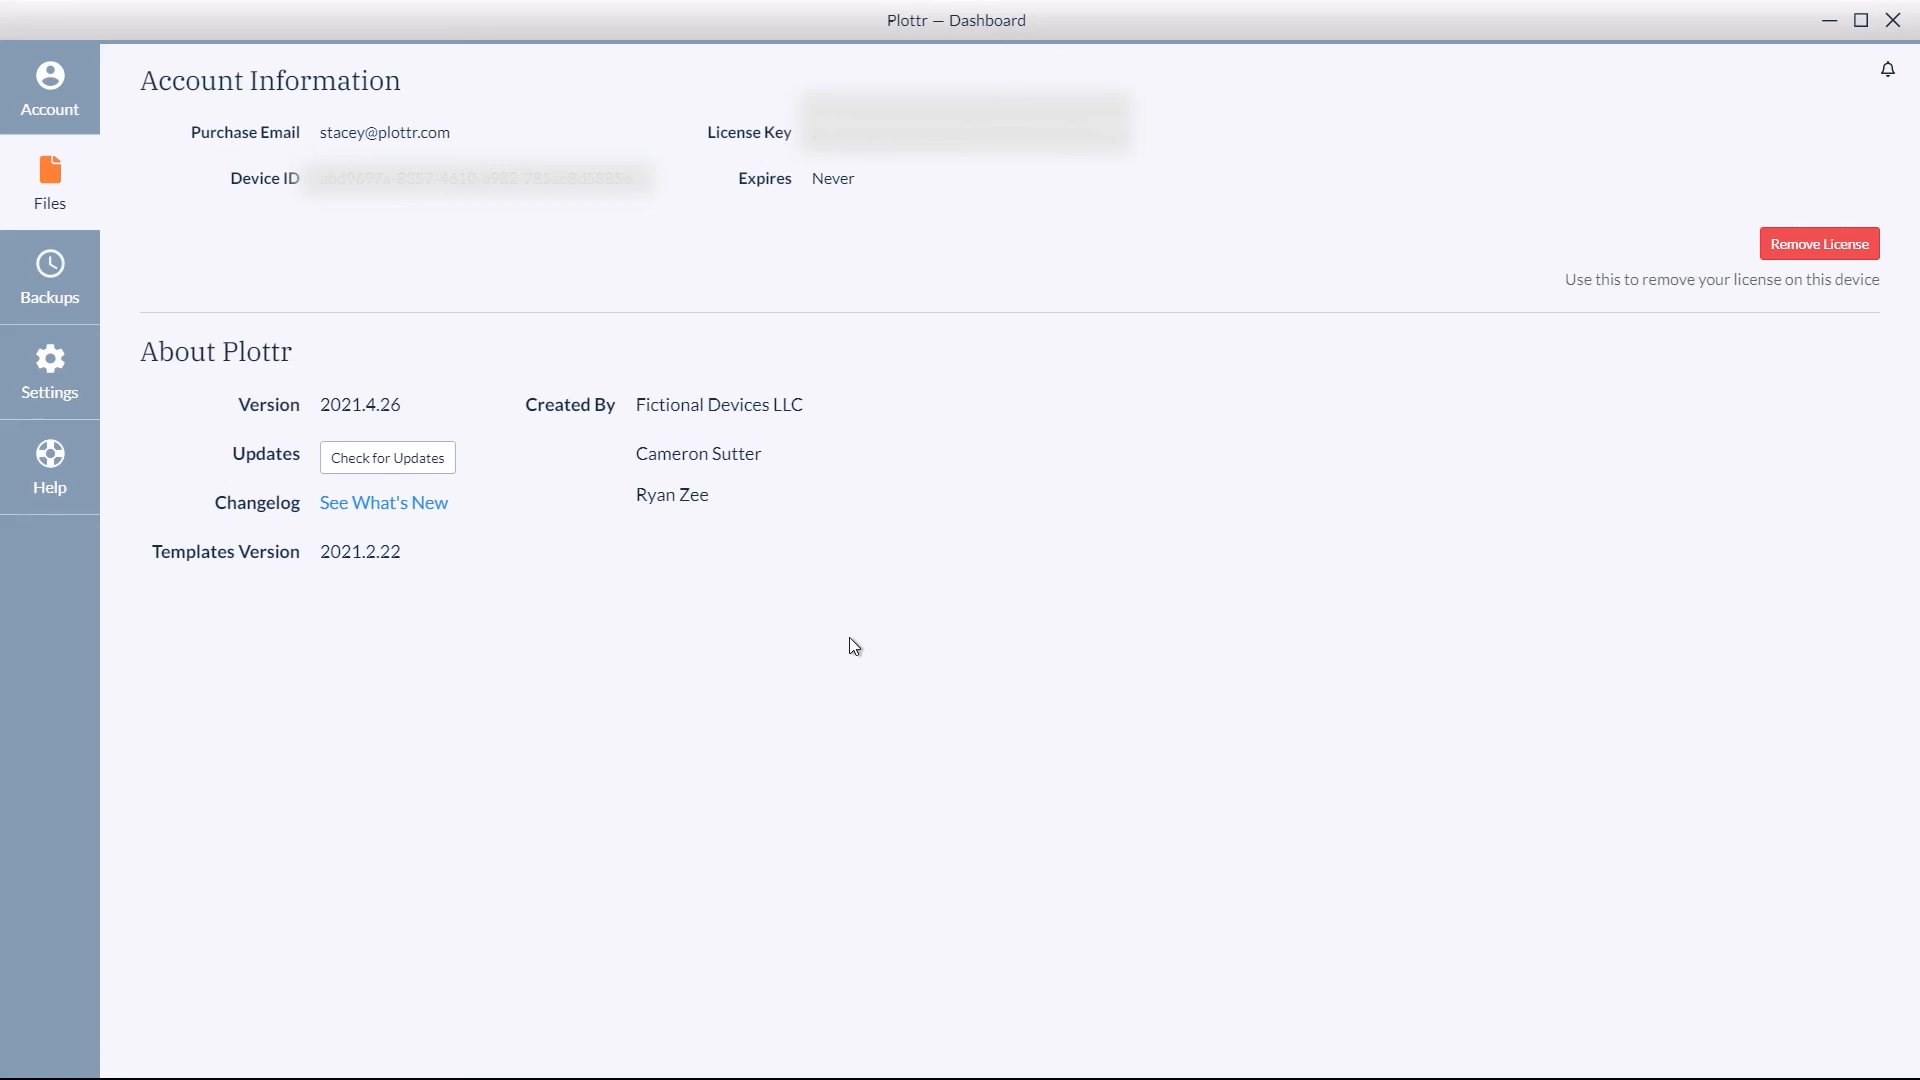 Plottr — Dashboard
Account
Files
Backups
Settings
Help
Account Information
Purchase Email stacey@plottr.com License Key
Device ID Expires Never
Remove License
Use this to remove your license on this device
About Plottr
Version 2021.4.26 Created By Fictional Devices LLC
Updates Check for Updates Cameron Sutter
Ryan Zee
Changelog See What's New
Templates Version 2021.2.22